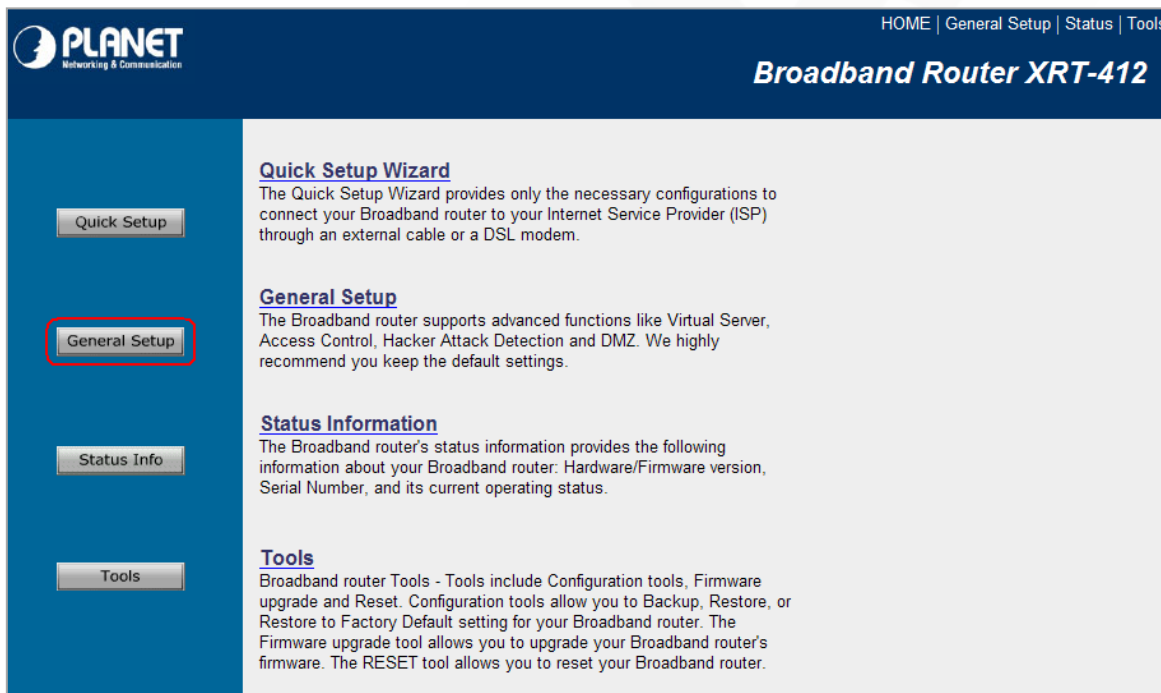 PLANET
Networking & Communication
HOME | General Setup | Status | Tools
Broadband Router XRT-412
Quick Setup
Quick Setup Wizard
The Quick Setup Wizard provides only the necessary configurations to
connect your Broadband router to your Internet Service Provider (ISP)
through an external cable or a DSL modem.
General Setup
General Setup
The Broadband router supports advanced functions like Virtual Server,
Access Control, Hacker Attack Detection and DMZ. We highly
recommend you keep the default settings.
Status Info
Status Information
The Broadband router's status information provides the following
information about your Broadband router: Hardware/Firmware version,
Serial Number, and its current operating status.
Tools
Tools
Broadband router Tools - Tools include Configuration tools, Firmware
upgrade and Reset. Configuration tools allow you to Backup, Restore, or
Restore to Factory Default setting for your Broadband router. The
Firmware upgrade tool allows you to upgrade your Broadband router's
firmware. The RESET tool allows you to reset your Broadband router.